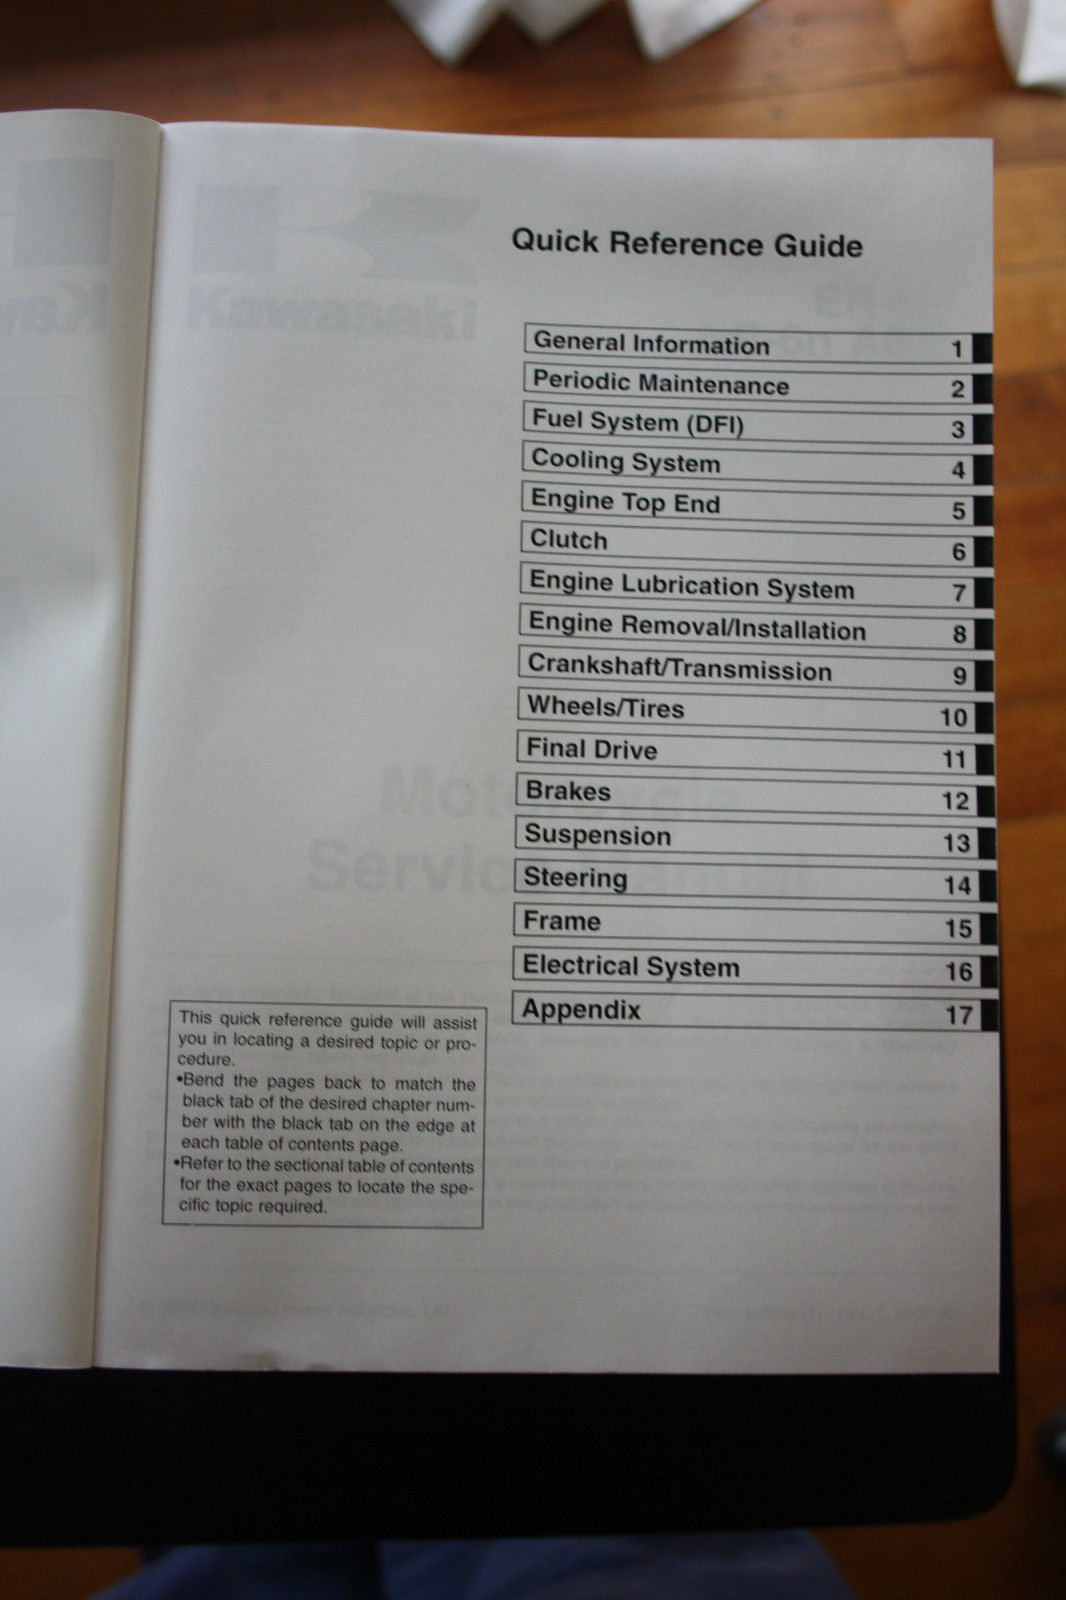 Kawasaki
Quick Reference Guide
General Information 1
Periodic Maintenance 2
Fuel System (DFI) 3
Cooling System 4
Engine Top End 5
Clutch 6
Engine Lubrication System 7
Engine Removal/Installation 8
Crankshaft/Transmission 9
Wheels/Tires 10
Final Drive 11
Brakes 12
Suspension 13
Steering 14
Frame 15
Electrical System 16
Appendix 17
This quick reference guide will assist
you in locating a desired topic or pro-
cedure.
•Bend the pages back to match the
black tab of the desired chapter num-
ber with the black tab on the edge at
each table of contents page.
•Refer to the sectional table of contents
for the exact pages to locate the spe-
cific topic required.